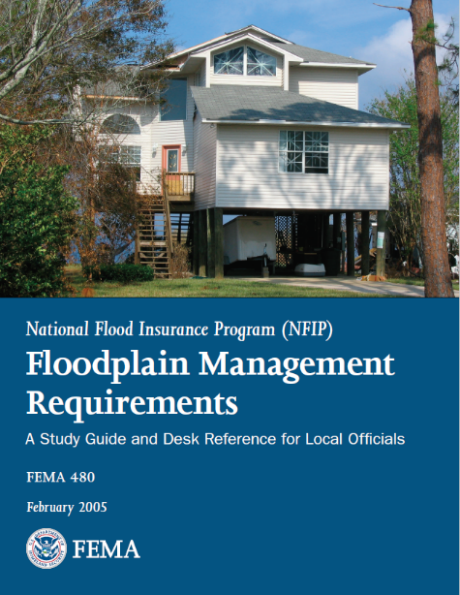 National Flood Insurance Program (NFIP)
Floodplain Management
Requirements
A Study Guide and Desk Reference for Local Officials
FEMA 480
February 2005
FEMA